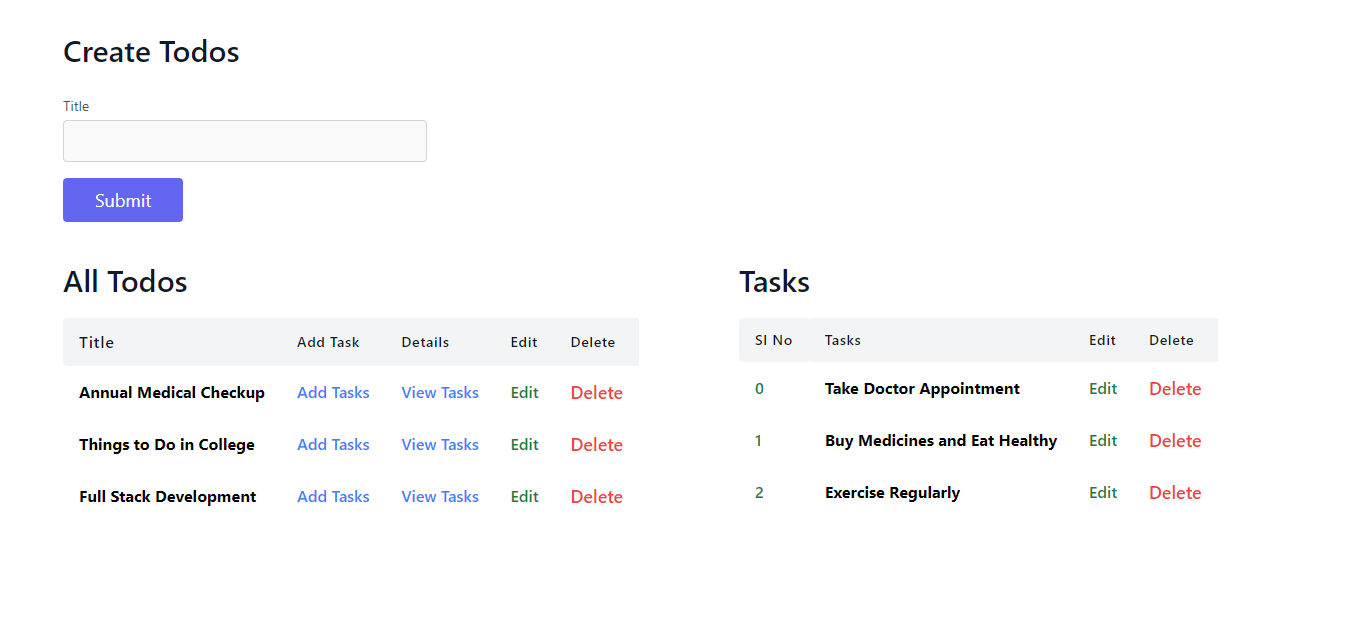 Create Todos
Title
Submit
All Todos
Title Add Task Details Edit Delete
Annual Medical Checkup Add Tasks View Tasks Edit Delete
Things to Do in College Add Tasks View Tasks Edit Delete
Full Stack Development Add Tasks View Tasks Edit Delete
Tasks
Sl No Tasks Edit Delete
0 Take Doctor Appointment Edit Delete
1 Buy Medicines and Eat Healthy Edit Delete
2 Exercise Regularly Edit Delete